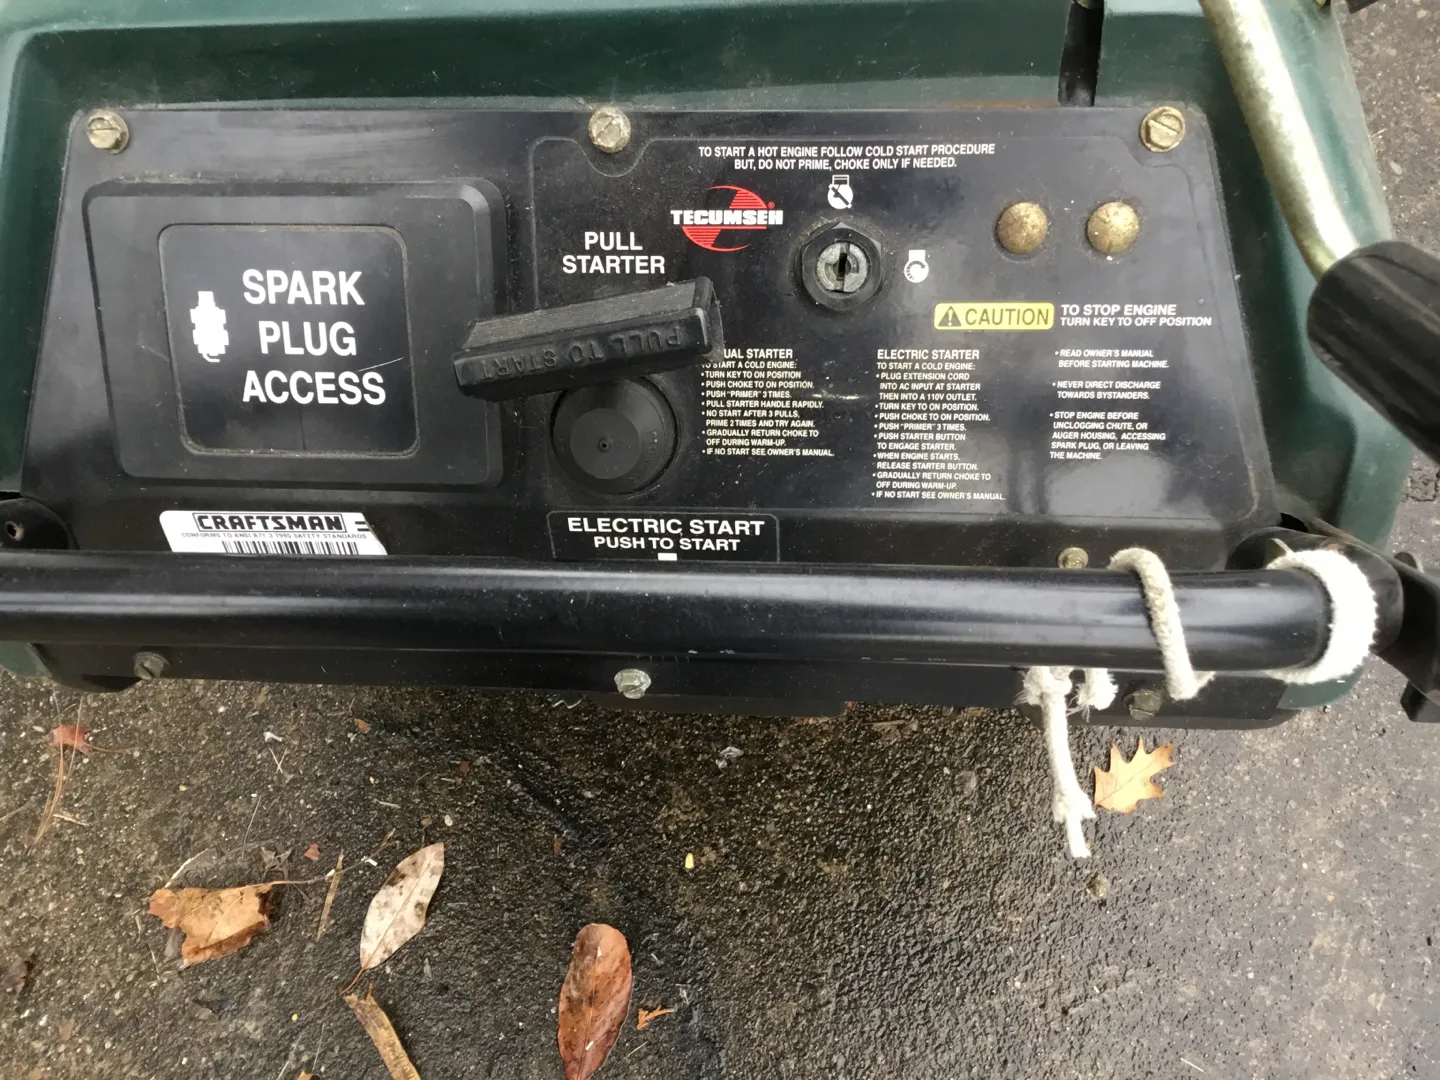 TO START A HOT ENGINE FOLLOW COLD START PROCEDURE
BUT, DO NOT PRIME, CHOKE ONLY IF NEEDED.
TECUMSEH
PULL
STARTER
SPARK
PLUG
ACCESS
PULL TO START
CAUTION
TO STOP ENGINE
TURN KEY TO OFF POSITION
STARTER
TO START A COLD ENGINE:
• TURN KEY TO ON POSITION
• PUSH CHOKE TO ON POSITION.
• PUSH "PRIMER" 3 TIMES.
• PULL STARTER HANDLE RAPIDLY.
• NO START AFTER 3 PULLS,
PRIME 2 TIMES AND TRY AGAIN.
• GRADUALLY RETURN CHOKE TO
OFF DURING WARM-UP.
• IF NO START SEE OWNER'S MANUAL.
ELECTRIC STARTER
TO START A COLD ENGINE:
• PLUG EXTENSION CORD
INTO AC INPUT AT STARTER
THEN INTO A 110V OUTLET.
• TURN KEY TO ON POSITION.
• PUSH CHOKE TO ON POSITION.
• PUSH "PRIMER" 3 TIMES.
• PUSH STARTER BUTTON
TO ENGAGE STARTER.
• WHEN ENGINE STARTS,
RELEASE STARTER BUTTON.
• GRADUALLY RETURN CHOKE TO
OFF DURING WARM-UP.
• IF NO START SEE OWNER'S MANUAL.
• READ OWNER'S MANUAL
BEFORE STARTING MACHINE.
• NEVER DIRECT DISCHARGE
TOWARDS BYSTANDERS.
• STOP ENGINE BEFORE
UNCLOGGING CHUTE, OR
AUGER HOUSING, ACCESSING
SPARK PLUG, OR LEAVING
THE MACHINE.
CRAFTSMAN
CONFORMS TO ANSI B71.3 1995 SAFETY STANDARDS
ELECTRIC START
PUSH TO START